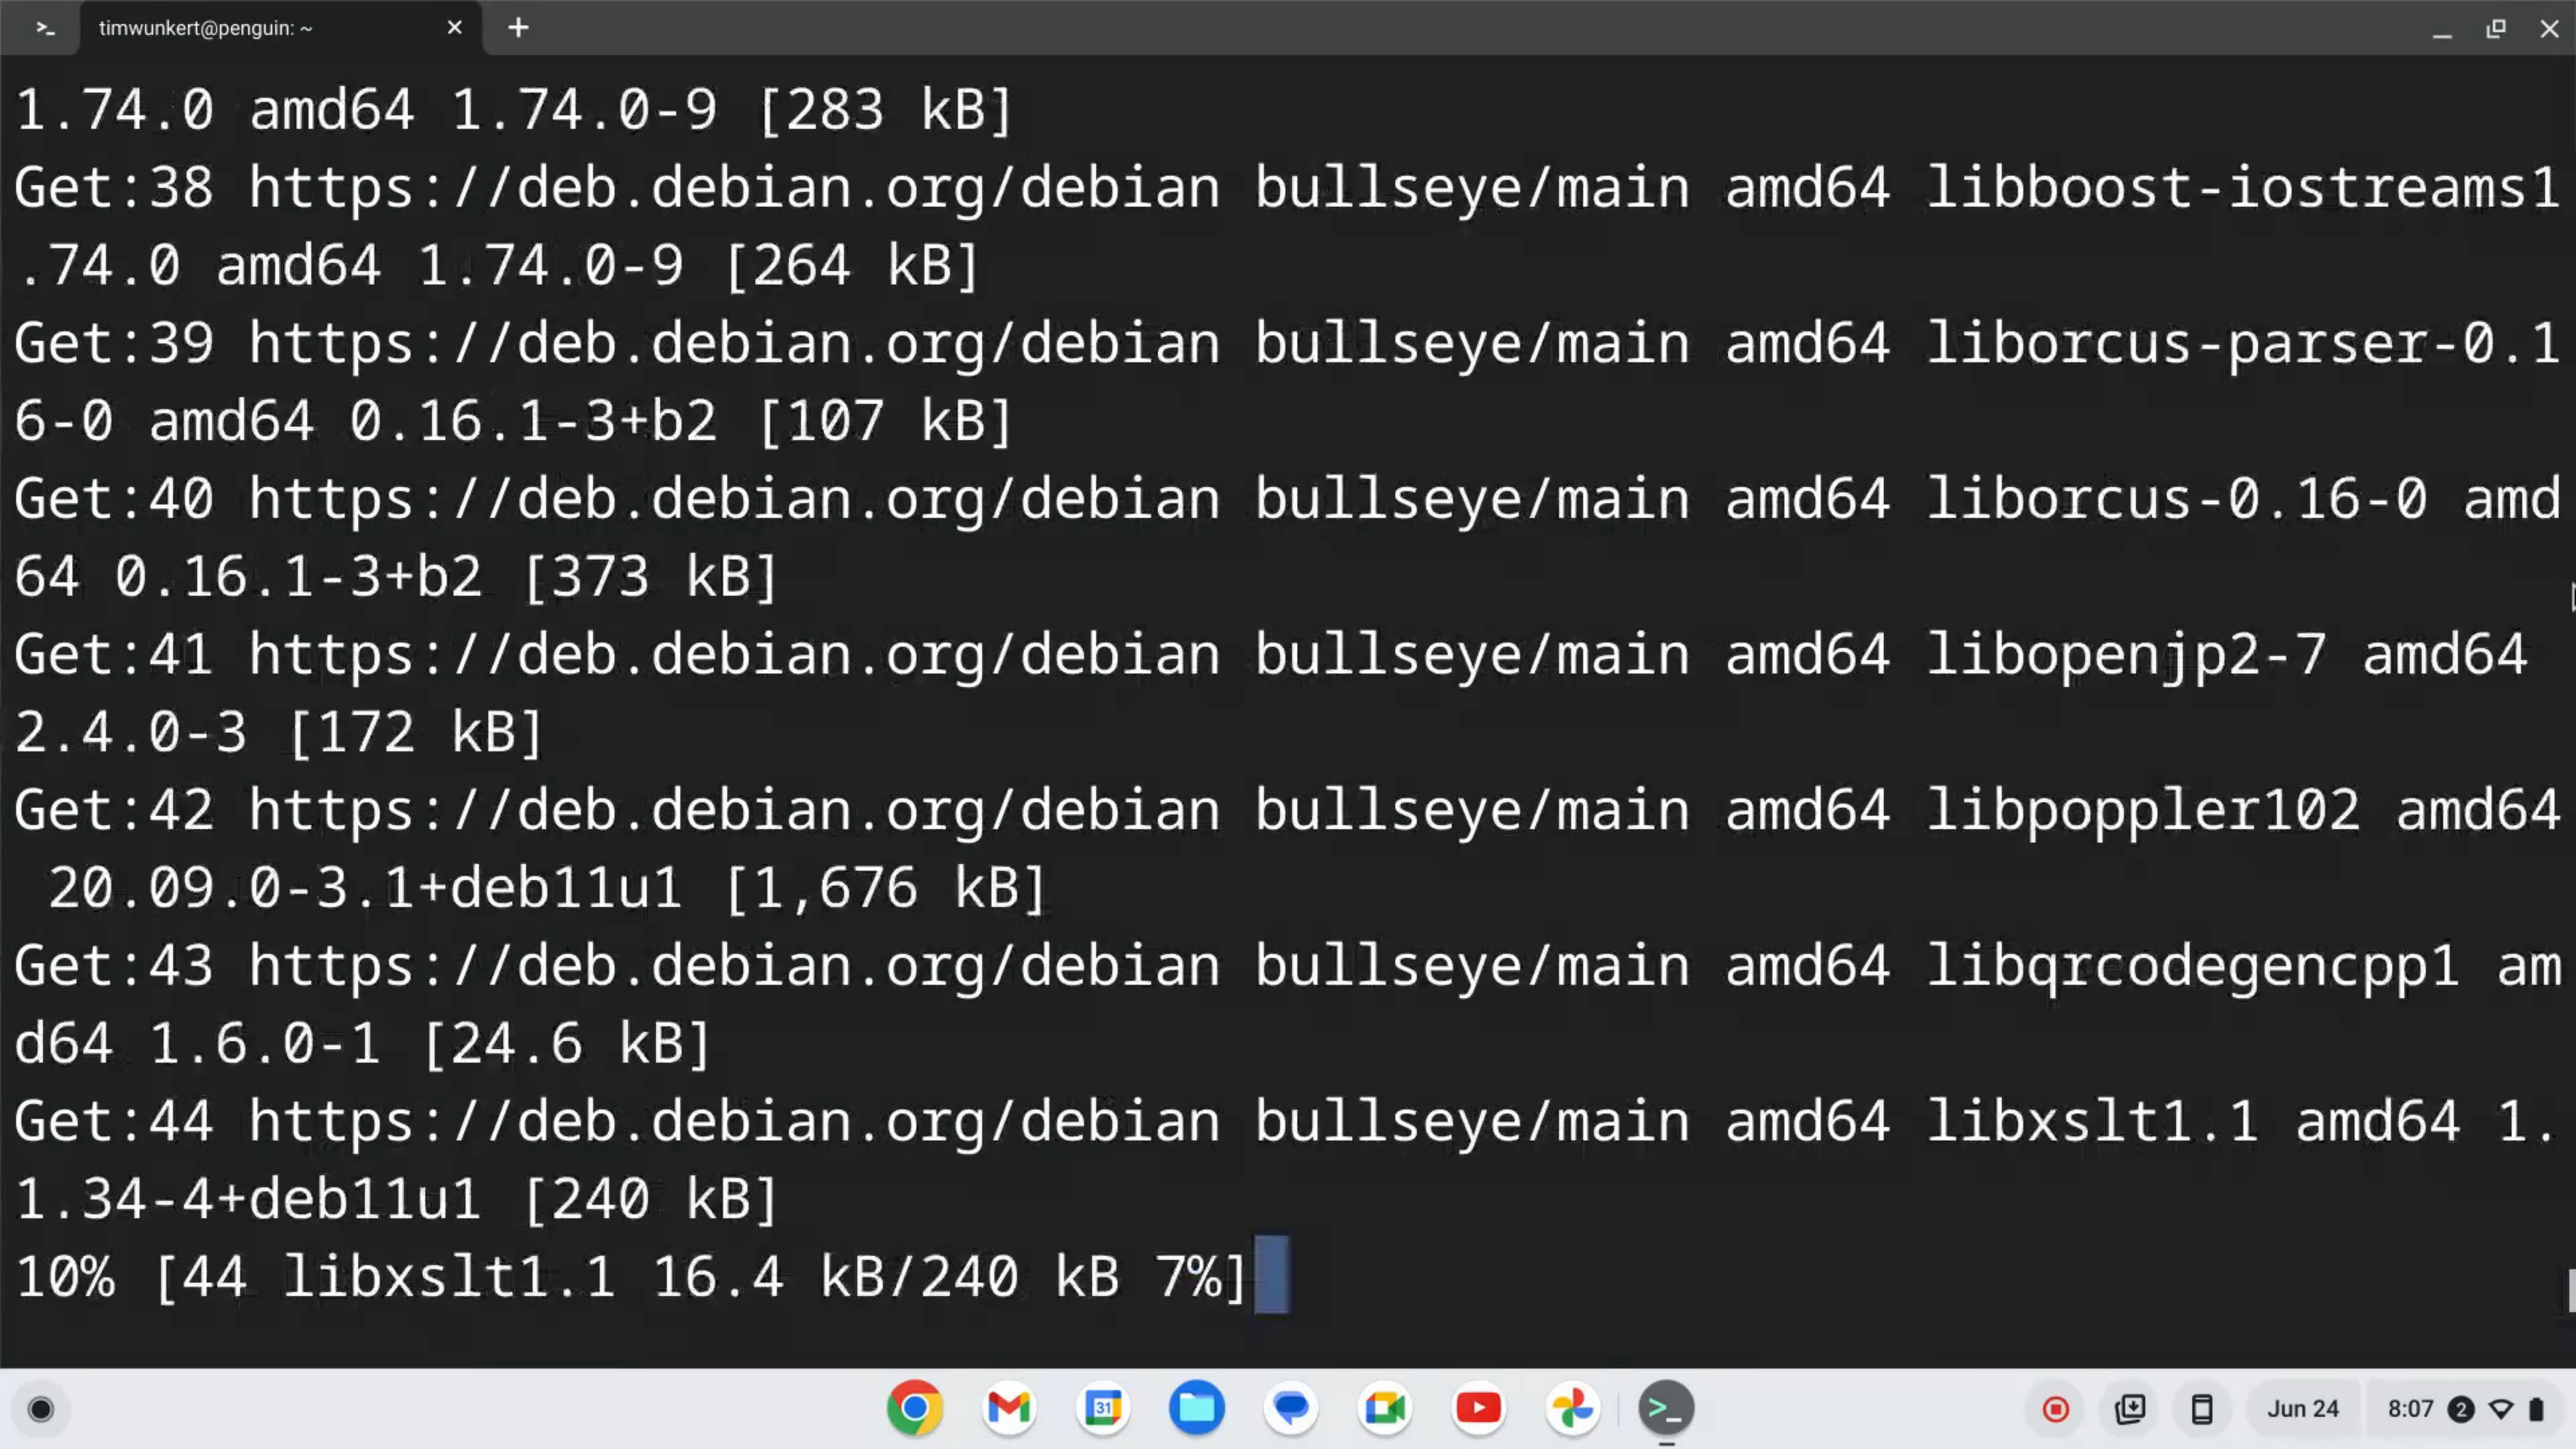 timwunkert@penguin: ~
1.74.0 amd64 1.74.0-9 [283 kB]
Get:38 https://deb.debian.org/debian bullseye/main amd64 libboost-iostreams1
.74.0 amd64 1.74.0-9 [264 kB]
Get:39 https://deb.debian.org/debian bullseye/main amd64 liborcus-parser-0.1
6-0 amd64 0.16.1-3+b2 [107 kB]
Get:40 https://deb.debian.org/debian bullseye/main amd64 liborcus-0.16-0 amd
64 0.16.1-3+b2 [373 kB]
Get:41 https://deb.debian.org/debian bullseye/main amd64 libopenjp2-7 amd64
2.4.0-3 [172 kB]
Get:42 https://deb.debian.org/debian bullseye/main amd64 libpoppler102 amd64
 20.09.0-3.1+deb11u1 [1,676 kB]
Get:43 https://deb.debian.org/debian bullseye/main amd64 libqrcodegencpp1 am
d64 1.6.0-1 [24.6 kB]
Get:44 https://deb.debian.org/debian bullseye/main amd64 libxslt1.1 amd64 1.
1.34-4+deb11u1 [240 kB]
10% [44 libxslt1.1 16.4 kB/240 kB 7%]
31
Jun 24 8:07 2